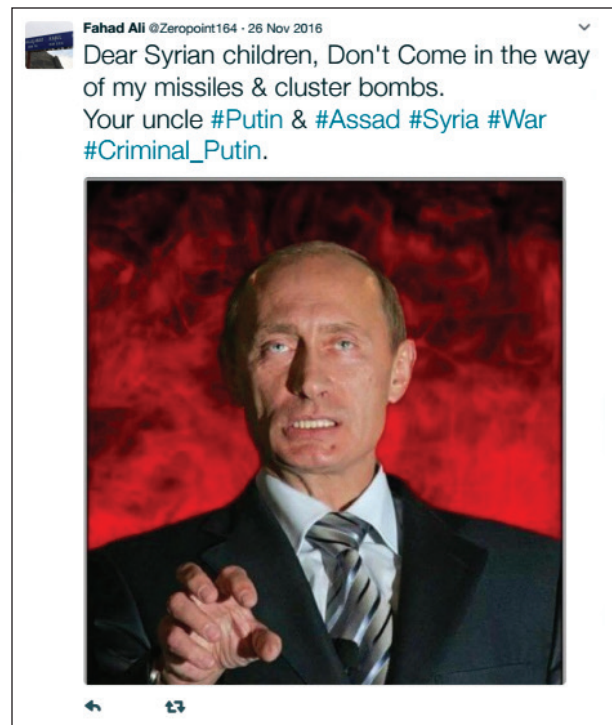 Fahad Ali @Zeropoint164 · 26 Nov 2016
Dear Syrian children, Don't Come in the way
of my missiles & cluster bombs.
Your uncle #Putin & #Assad #Syria #War
#Criminal_Putin.